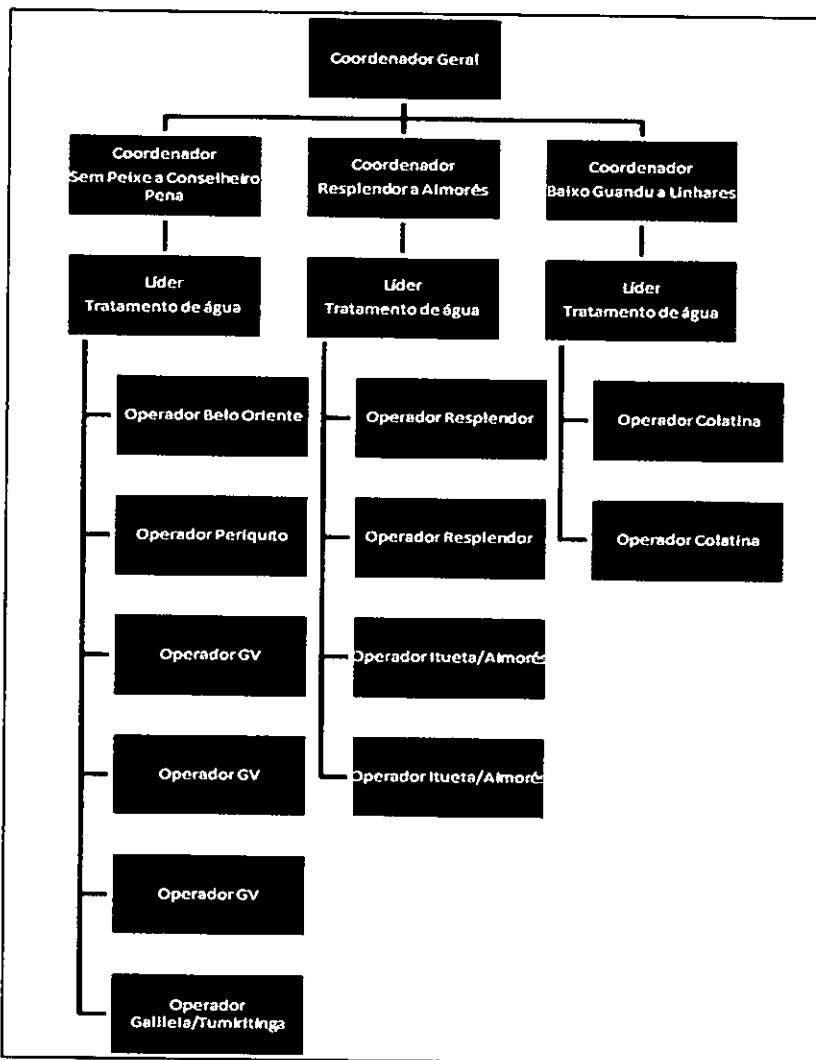 Coordenador Geral
Coordenador
Sem Peixe a Conselheiro
Pena
Coordenador
Resplendor a Aimorés
Coordenador
Baixo Guandu a Linhares
Líder
Tratamento de água
Líder
Tratamento de água
Líder
Tratamento de água
Operador Belo Oriente
Operador Periquito
Operador GV
Operador GV
Operador GV
Operador
Galileia/Tumiritinga
Operador Resplendor
Operador Resplendor
Operador Itueta/Aimorés
Operador Itueta/Aimorés
Operador Colatina
Operador Colatina